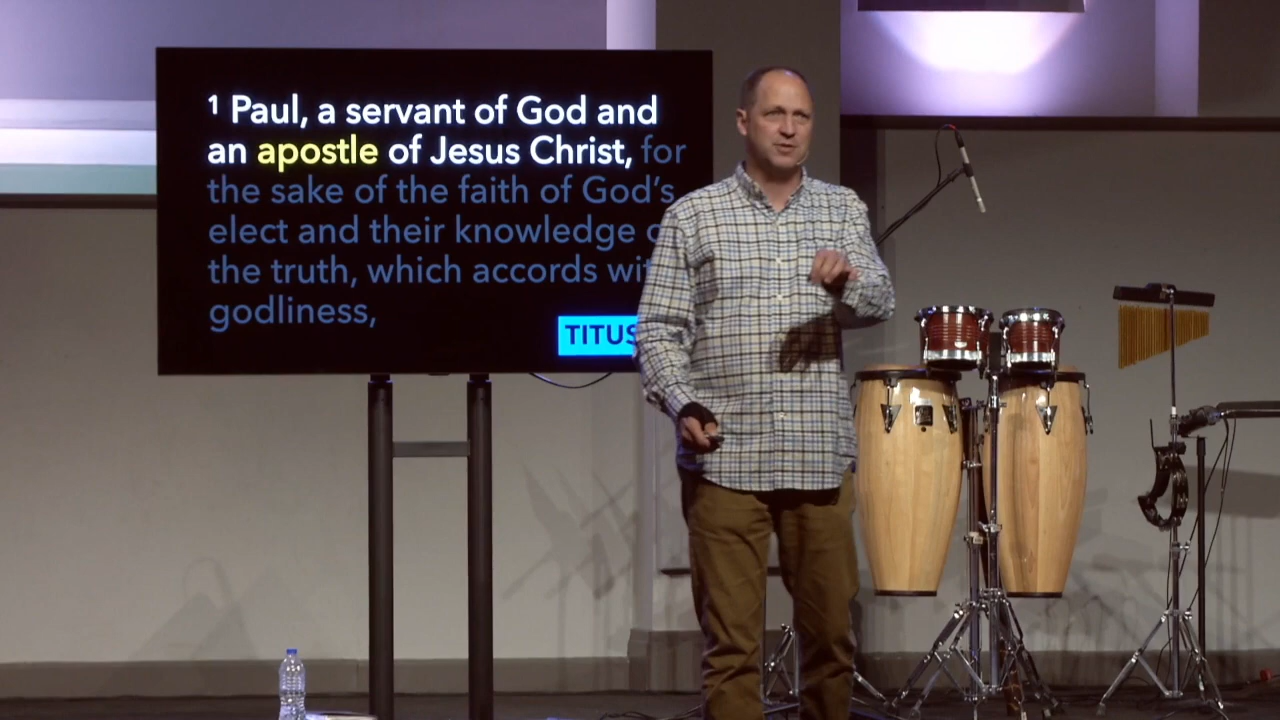 1 Paul, a servant of God and
an apostle of Jesus Christ, for
the sake of the faith of God's
elect and their knowledge
the truth, which accords
godliness,
TITUS